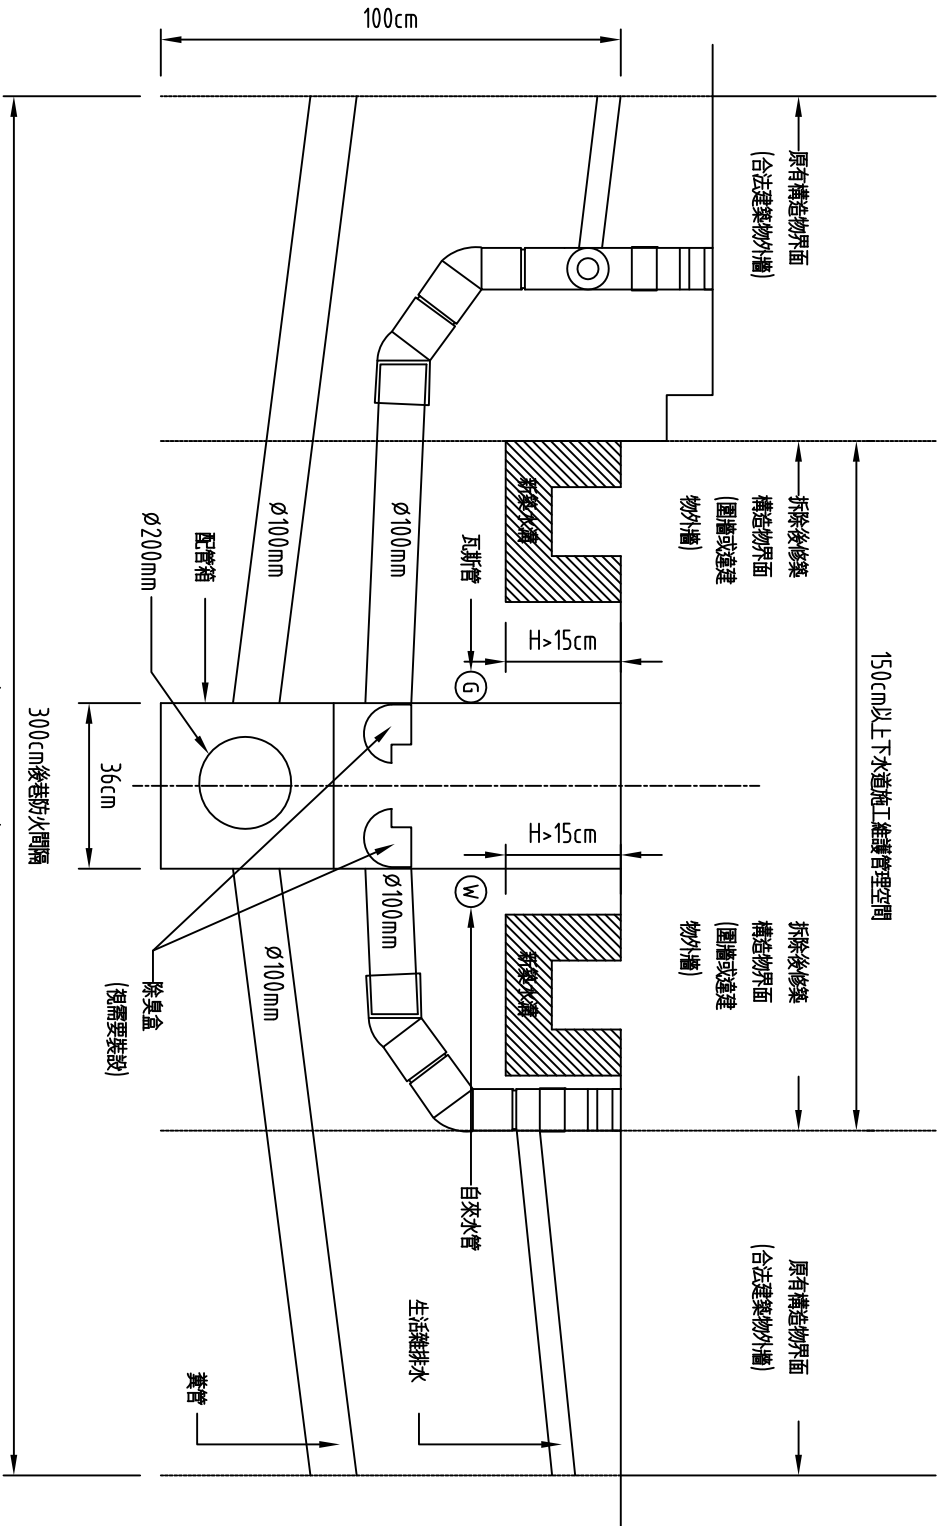 100cm
原有構造物界面
(合法建築物外牆)
拆除後修築
構造物界面
(圍牆或違建
物外牆)
150cm以上下水道施工維護管理空間
拆除後修築
構造物界面
(圍牆或違建
物外牆)
原有構造物界面
(合法建築物外牆)
新築水溝
新築水溝
H>15cm
H>15cm
瓦斯管
G
W
自來水管
Ø100mm
Ø100mm
Ø100mm
Ø100mm
配管箱
Ø200mm
36cm
除臭盒
(視需要裝設)
生活雜排水
糞管
300cm後巷防火間隔